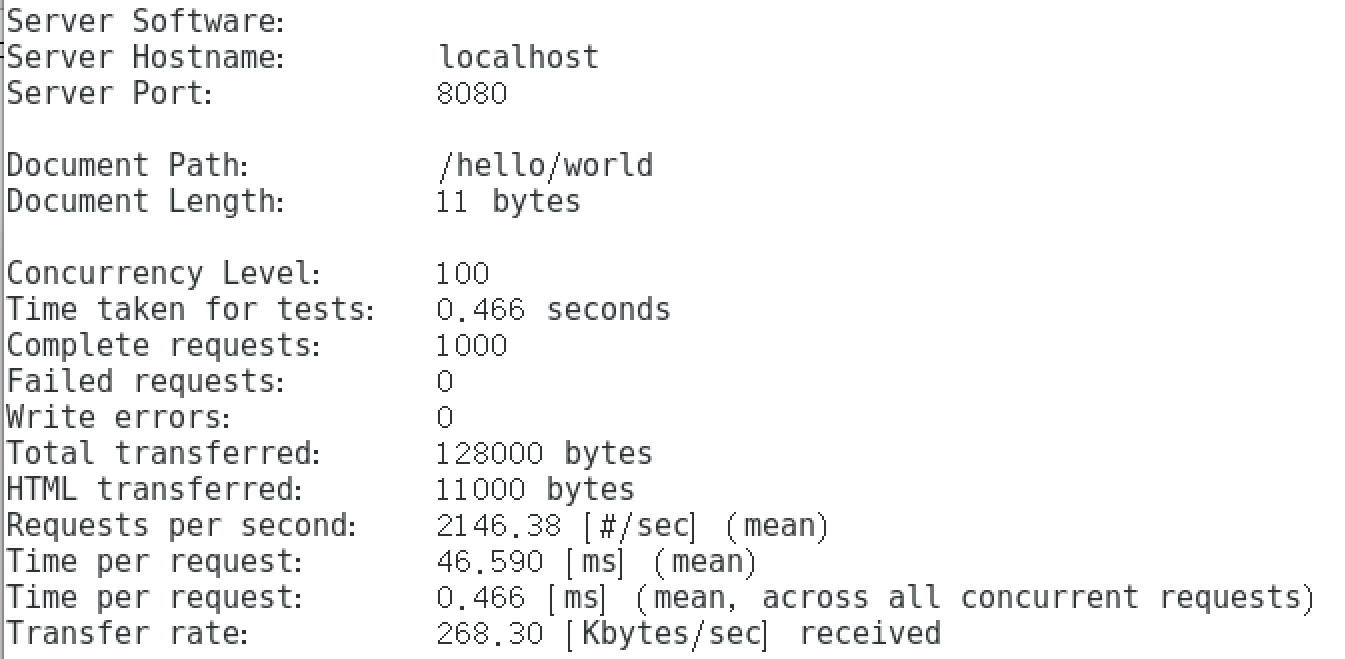 Server Software:
Server Hostname: localhost
Server Port: 8080
Document Path: /hello/world
Document Length: 11 bytes
Concurrency Level: 100
Time taken for tests: 0.466 seconds
Complete requests: 1000
Failed requests: 0
Write errors: 0
Total transferred: 128000 bytes
HTML transferred: 11000 bytes
Requests per second: 2146.38 [#/sec] (mean)
Time per request: 46.590 [ms] (mean)
Time per request: 0.466 [ms] (mean, across all concurrent requests)
Transfer rate: 268.30 [Kbytes/sec] received